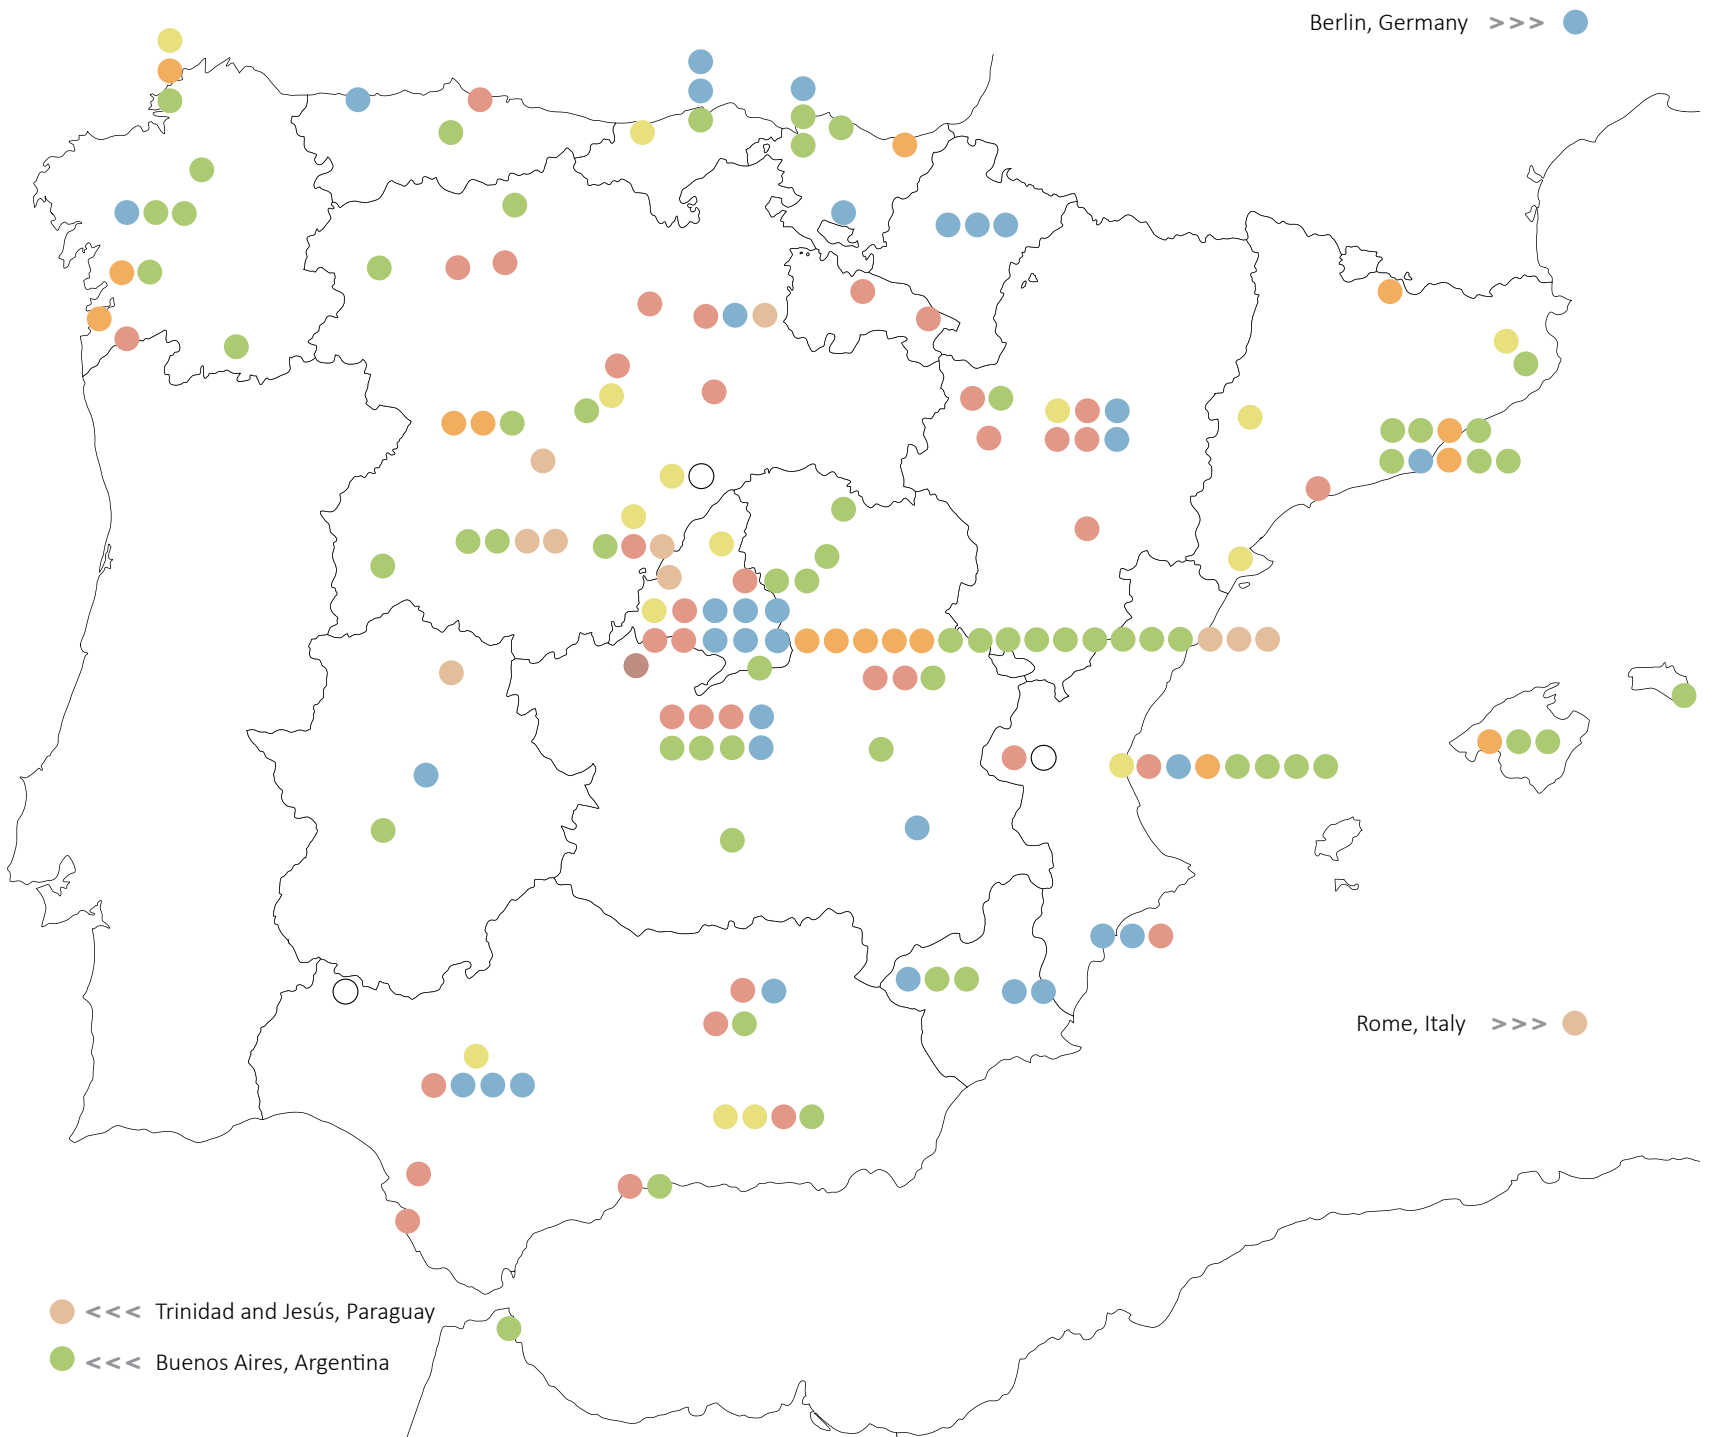 Berlin, Germany >>>
Rome, Italy >>>
<<< Trinidad and Jesús, Paraguay
<<< Buenos Aires, Argentina